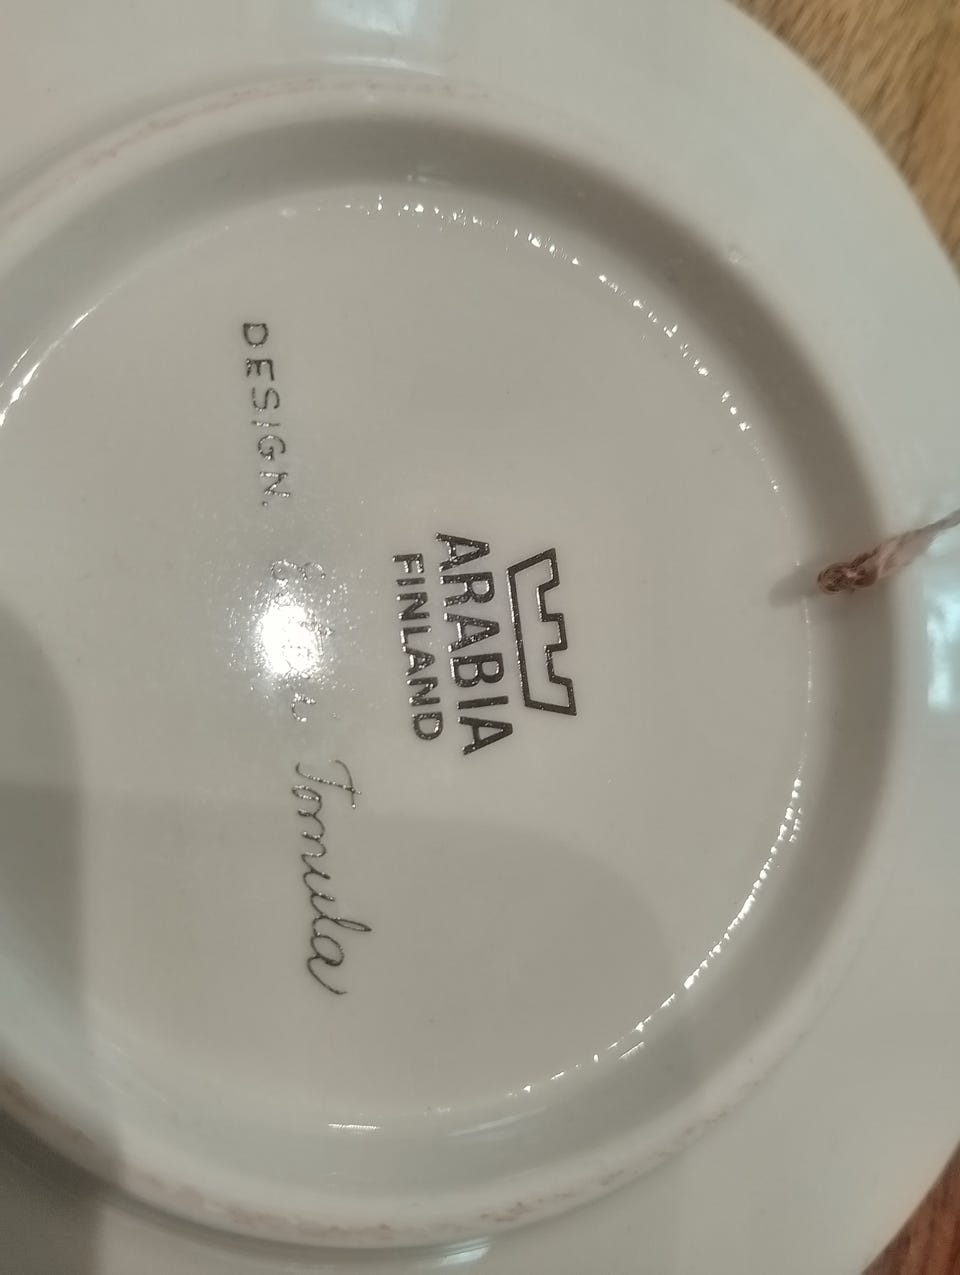 ARABIA
FINLAND
DESIGN. Tomula